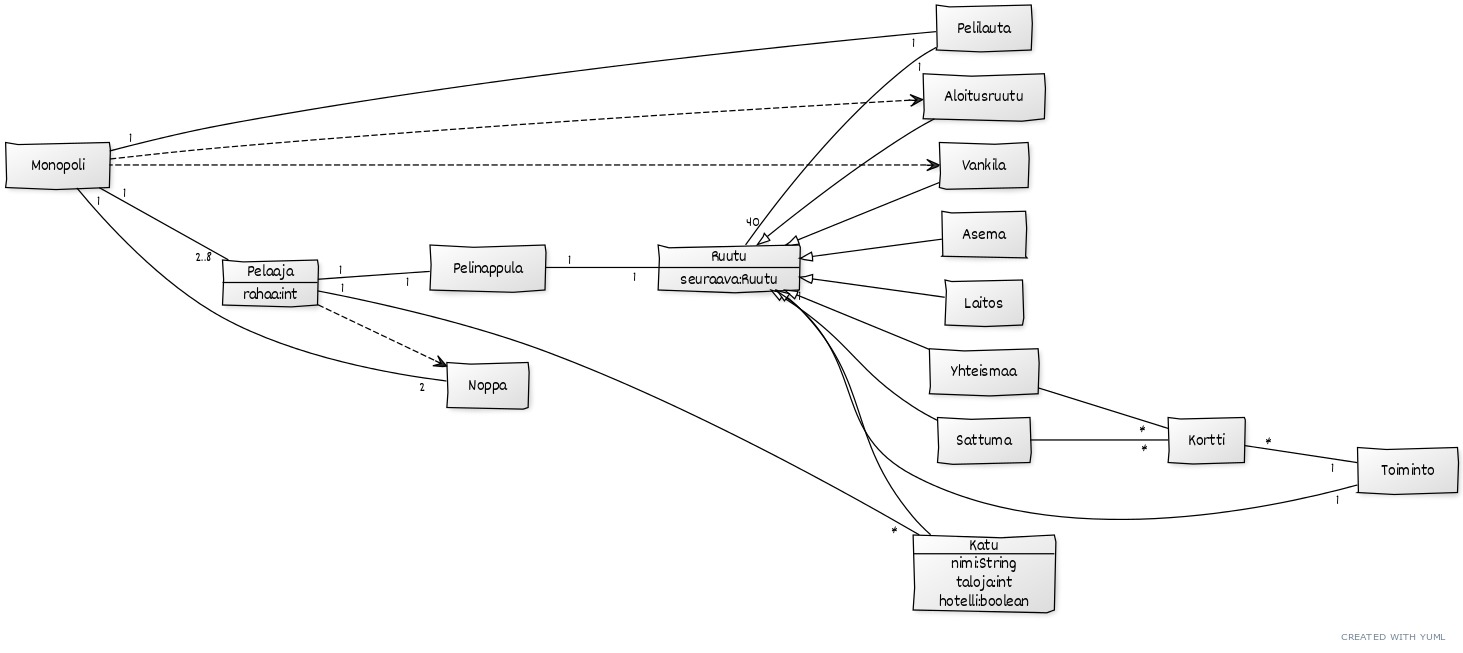 Pelilauta
1
1
Aloitusruutu
1
Monopoli
Vankila
1
1
40
Asema
2..8
Pelaaja
rahaa:int
1
1
1
Pelinappula
1
1
Ruutu
seuraava:Ruutu
Laitos
Noppa
2
Yhteismaa
Sattuma
*
*
Kortti
*
1
Toiminto
1
*
Katu
nimi:String
taloja:int
hotelli:boolean
CREATED WITH YUML